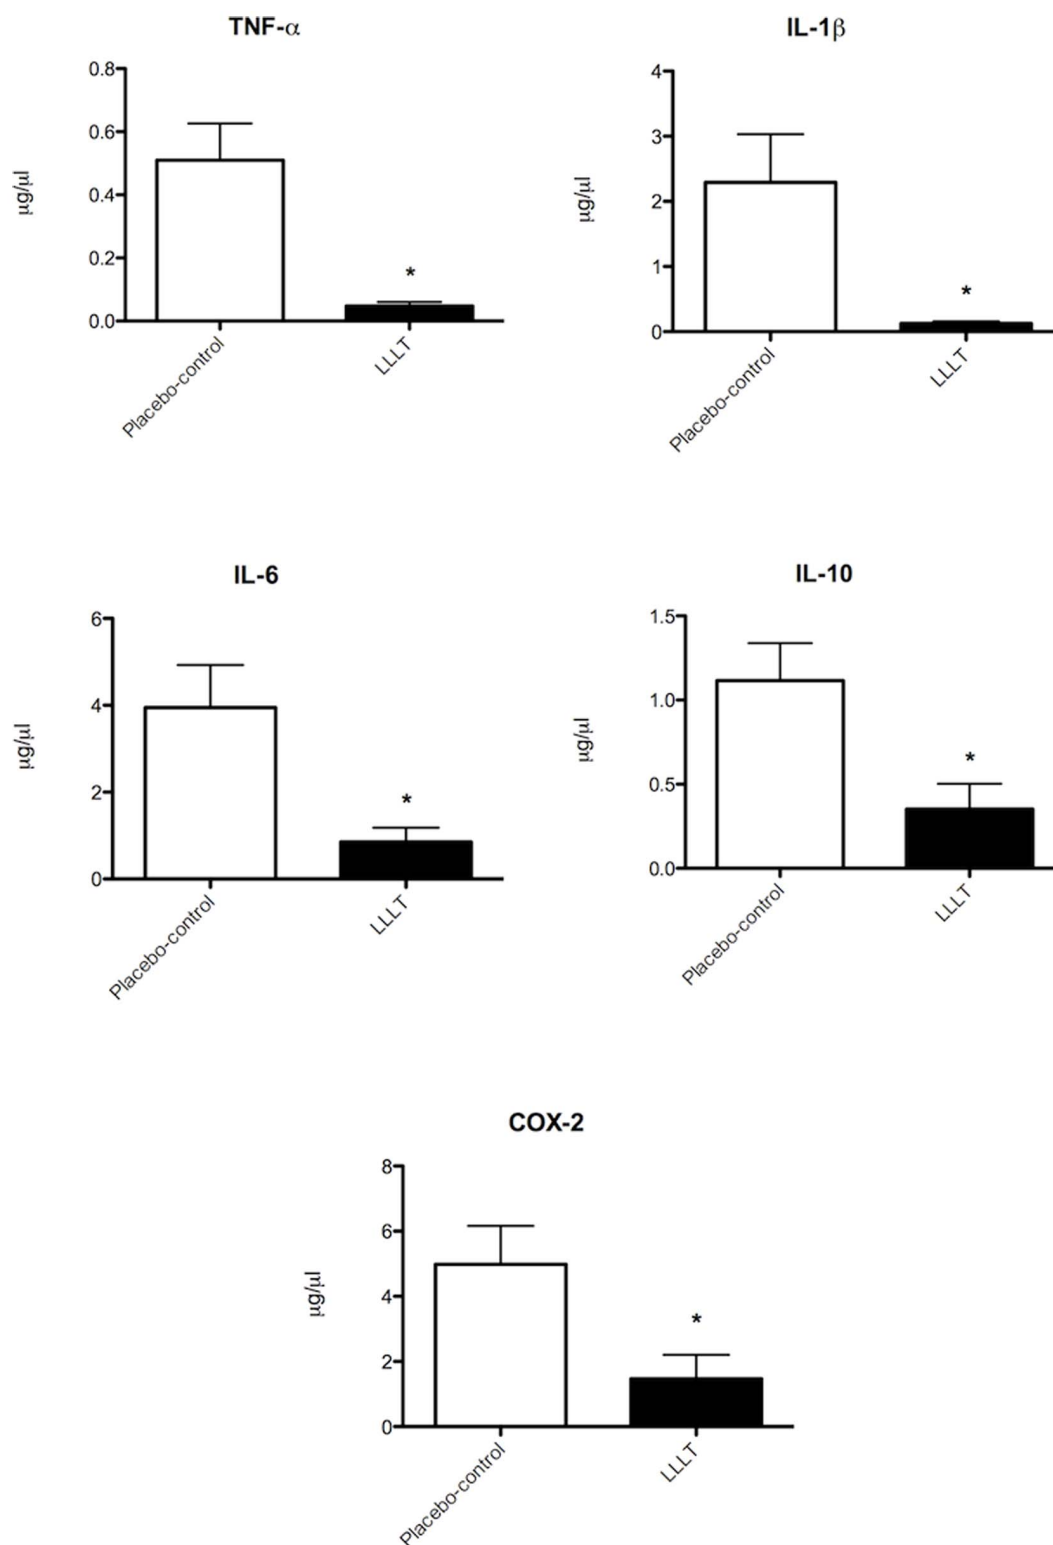 TNF-α
0.8
0.6
0.4
0.2
0.0
µg/µl
*
Placebo-control
LLLT
IL-1β
4
3
2
1
0
µg/µl
*
Placebo-control
LLLT
IL-6
6
4
2
0
µg/µl
*
Placebo-control
LLLT
IL-10
1.5
1.0
0.5
0.0
µg/µl
*
Placebo-control
LLLT
COX-2
8
6
4
2
0
µg/µl
*
Placebo-control
LLLT